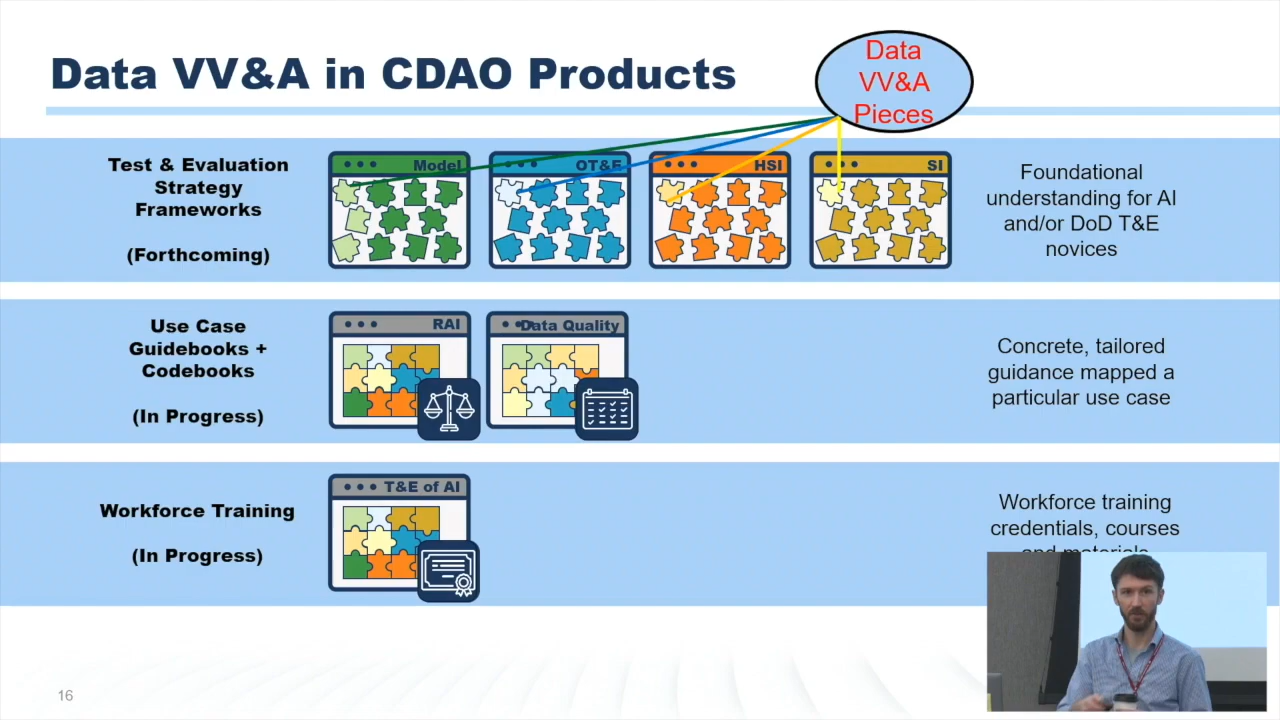 Data VV&A in CDAO Products
Data
VV&A
Pieces
Test & Evaluation
Strategy
Frameworks
(Forthcoming)
Model
OT&E
HSI
SI
Foundational
understanding for AI
and/or DoD T&E
novices
Use Case
Guidebooks +
Codebooks
(In Progress)
RAI
Data Quality
Concrete, tailored
guidance mapped a
particular use case
Workforce Training
(In Progress)
T&E of AI
Workforce training
credentials, courses
and materials
16